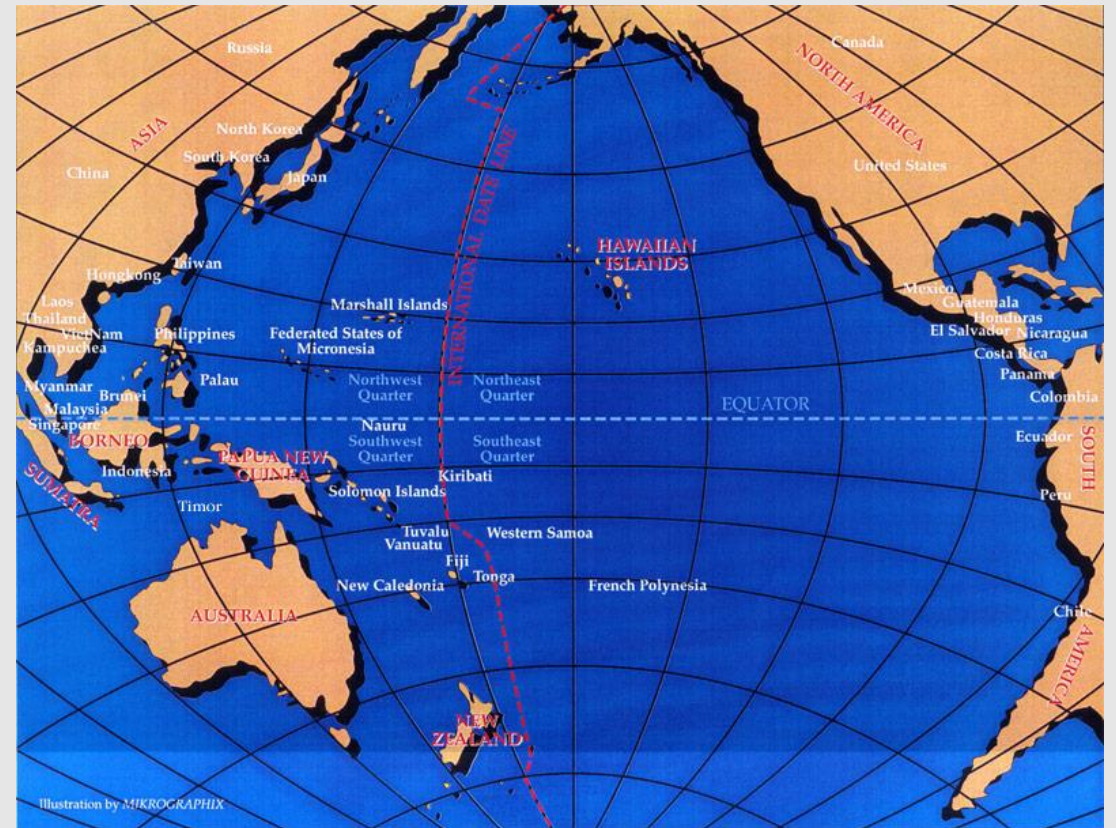 Russia
Canada
NORTH AMERICA
ASIA
North Korea
South Korea
Japan
China
United States
INTERNATIONAL DATE LINE
HAWAIIAN
ISLANDS
Taiwan
Hongkong
Laos
Thailand
VietNam
Kampuchea
Philippines
Marshall Islands
Federated States of
Micronesia
Mexico
Guatemala
Honduras
El Salvador
Nicaragua
Costa Rica
Panama
Myanmar
Brunei
Malaysia
Singapore
Palau
Northwest
Quarter
Northeast
Quarter
EQUATOR
Colombia
BORNEO
Nauru
Southwest
Quarter
Southeast
Quarter
Ecuador
SOUTH
AMERICA
SUMATRA
Indonesia
PAPUA NEW
GUINEA
Kiribati
Solomon Islands
Peru
Timor
Tuvalu
Vanuatu
Western Samoa
Fiji
Tonga
New Caledonia
French Polynesia
AUSTRALIA
Chile
NEW
ZEALAND
Illustration by MIKROGRAPHIX